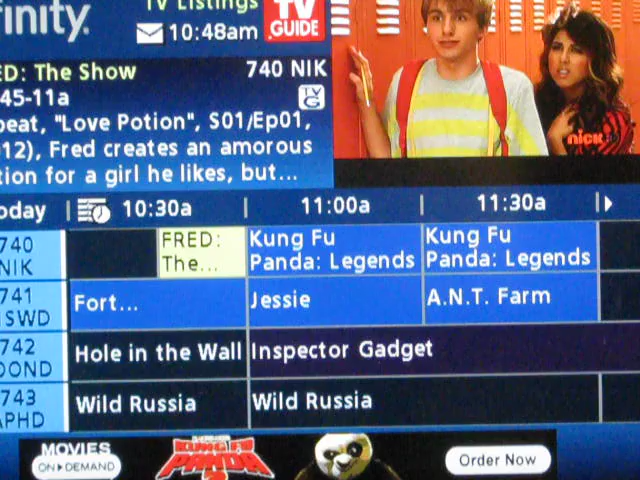 finity.
TV Listings
10:48am
TV
GUIDE
ED: The Show
740 NIK
45-11a
TV
G
peat, "Love Potion", S01/Ep01,
12), Fred creates an amorous
tion for a girl he likes, but...
nick
oday
10:30a
11:00a
11:30a
740
NIK
FRED:
The...
Kung Fu
Panda: Legends
Kung Fu
Panda: Legends
741
SWD
Fort...
Jessie
A.N.T. Farm
742
OOND
Hole in the Wall
Inspector Gadget
743
APHD
Wild Russia
Wild Russia
MOVIES
ON DEMAND
KUNG FU
PANDA
2
Order Now